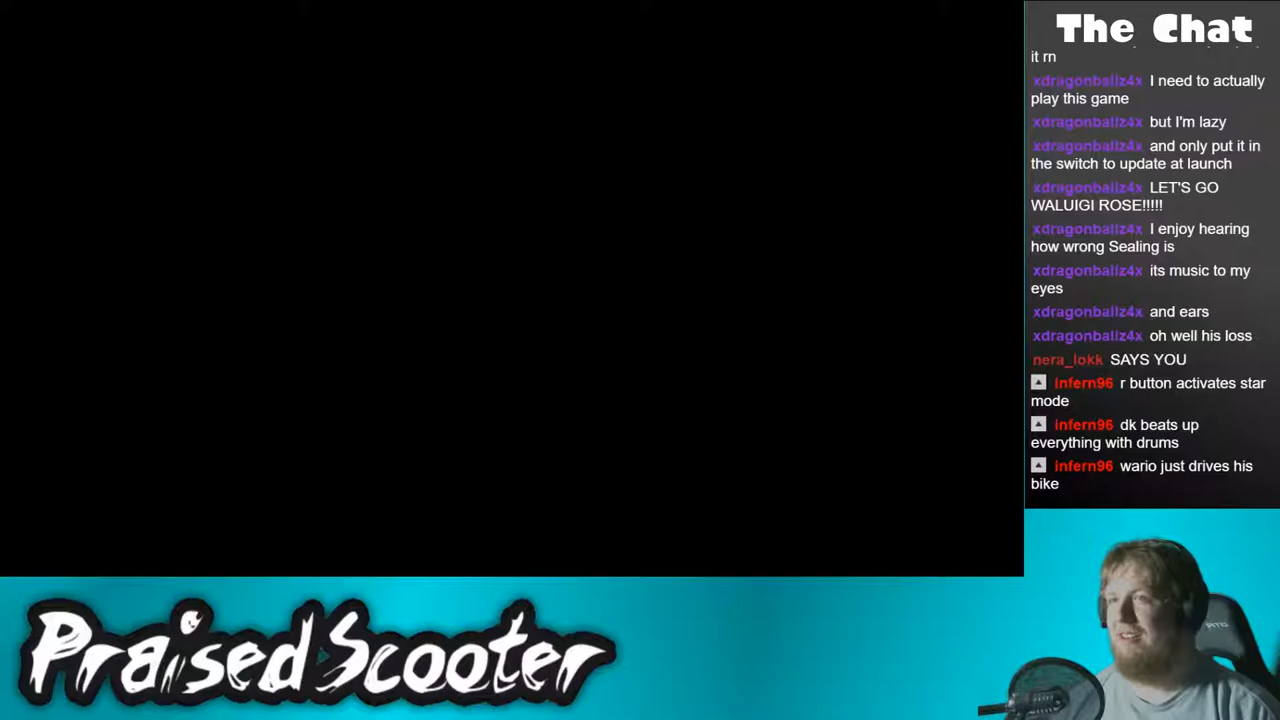 The Chat
it rn
xdragonballz4x I need to actually
play this game
xdragonballz4x but I'm lazy
xdragonballz4x and only put it in
the switch to update at launch
xdragonballz4x LET'S GO
WALUIGI ROSE!!!!!
xdragonballz4x I enjoy hearing
how wrong Sealing is
xdragonballz4x its music to my
eyes
xdragonballz4x and ears
xdragonballz4x oh well his loss
nera_lokk SAYS YOU
infern96 r button activates star
mode
infern96 dk beats up
everything with drums
infern96 wario just drives his
bike
PraisedScooter